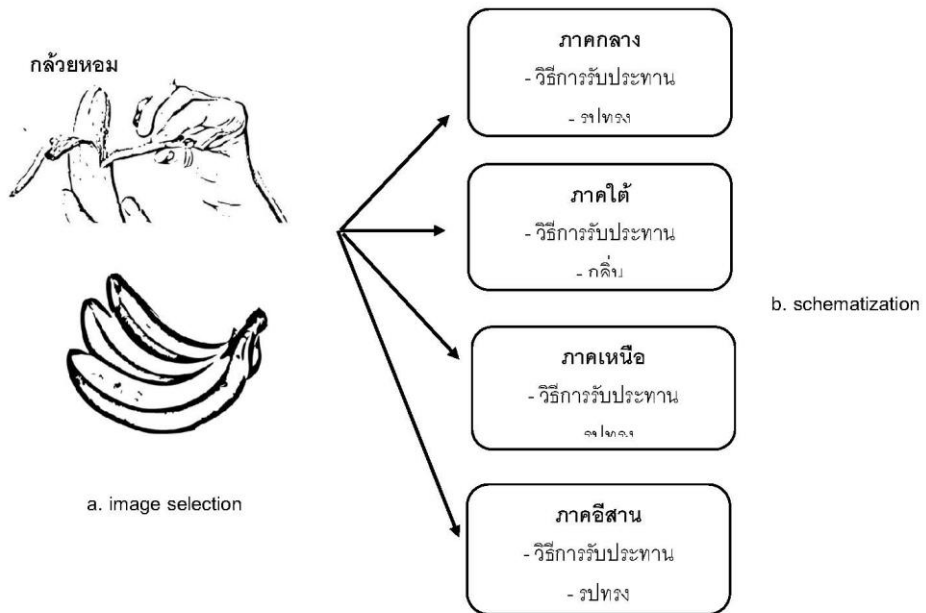 กล้วยหอม
a. image selection
ภาคกลาง
- วิธีการรับประทาน
- รูปทรง
ภาคใต้
- วิธีการรับประทาน
- กลิ่น
ภาคเหนือ
- วิธีการรับประทาน
รูปทรง
ภาคอีสาน
- วิธีการรับประทาน
- รูปทรง
b. schematization